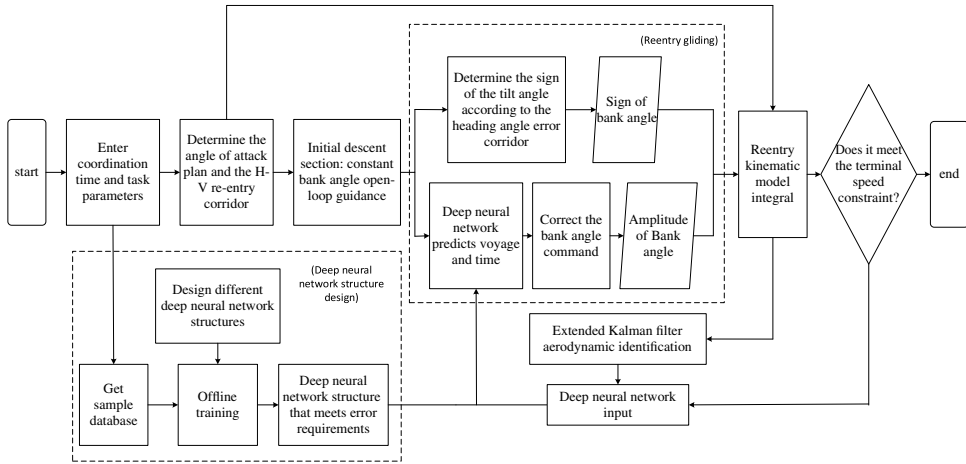 start
Enter
coordination
time and task
parameters
Determine the
angle of attack
plan and the H-
V re-entry
corridor
Initial descent
section: constant
bank angle open-
loop guidance
(Reentry gliding)
Determine the sign
of the tilt angle
according to the
heading angle error
corridor
Sign of
bank angle
Deep neural
network
predicts voyage
and time
Correct the
bank angle
command
Amplitude
of Bank
angle
Reentry
kinematic
model
integral
Does it meet
the terminal
speed
constraint?
end
(Deep neural
network structure
design)
Design different
deep neural network
structures
Get
sample
database
Offline
training
Deep neural
network structure
that meets error
requirements
Extended Kalman filter
aerodynamic identification
Deep neural network
input